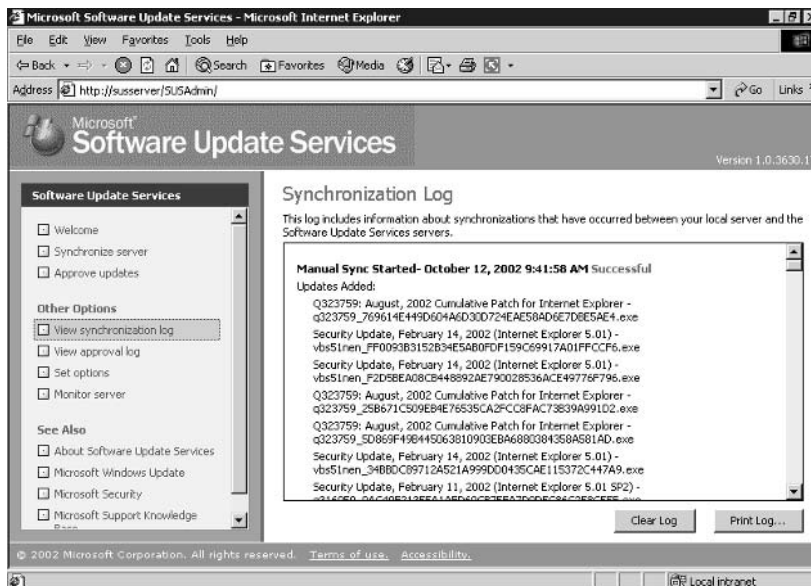 Microsoft Software Update Services - Microsoft Internet Explorer
File Edit View Favorites Tools Help
Back Search Favorites Media
Address http://susserver/SUSAdmin/ Go Links
Microsoft
Software Update Services
Version 1.0.3630.1
Software Update Services
Welcome
Synchronize server
Approve updates
Other Options
View synchronization log
View approval log
Set options
Monitor server
See Also
About Software Update Services
Microsoft Windows Update
Microsoft Security
Microsoft Support Knowledge
Base
Synchronization Log
This log includes information about synchronizations that have occurred between your local server and the
Software Update Services servers.
Manual Sync Started- October 12, 2002 9:41:58 AM Successful
Updates Added:
Q323759: August, 2002 Cumulative Patch for Internet Explorer -
q323759_769614E449D604A6D30D724EAE58AD6E7DBE5AE4.exe
Security Update, February 14, 2002 (Internet Explorer 5.01) -
vbs51nen_FF0093B3152B34E5AB0FDF159C69917A01FFCCF6.exe
Security Update, February 14, 2002 (Internet Explorer 5.01) -
vbs51nen_F2D5BEA08CB448892AE790028536ACE49776F796.exe
Q323759: August, 2002 Cumulative Patch for Internet Explorer -
q323759_25B671C509EB4E76535CA2FCC8FAC73B39A991D2.exe
Q323759: August, 2002 Cumulative Patch for Internet Explorer -
q323759_5D869F49B445063810903EBA6880384358A581AD.exe
Security Update, February 14, 2002 (Internet Explorer 5.01) -
vbs51nen_34BBDC89712A521A999DD0435CAE115372C447A9.exe
Security Update, February 11, 2002 (Internet Explorer 5.01 SP2) -
Clear Log Print Log...
© 2002 Microsoft Corporation. All rights reserved. Terms of use. Accessibility.
Local intranet